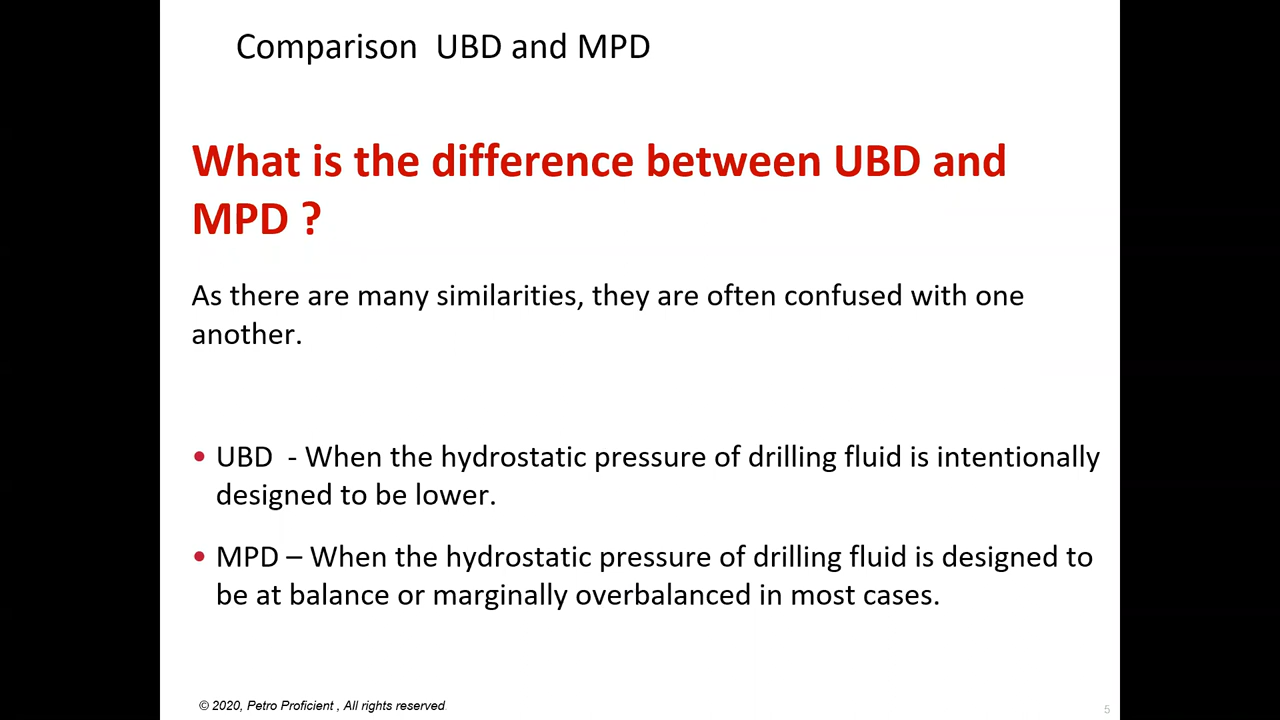 Comparison  UBD and MPD
What is the difference between UBD and
MPD ?
As there are many similarities, they are often confused with one
another.
• UBD  - When the hydrostatic pressure of drilling fluid is intentionally
designed to be lower.
• MPD – When the hydrostatic pressure of drilling fluid is designed to
be at balance or marginally overbalanced in most cases.
© 2020, Petro Proficient , All rights reserved
5